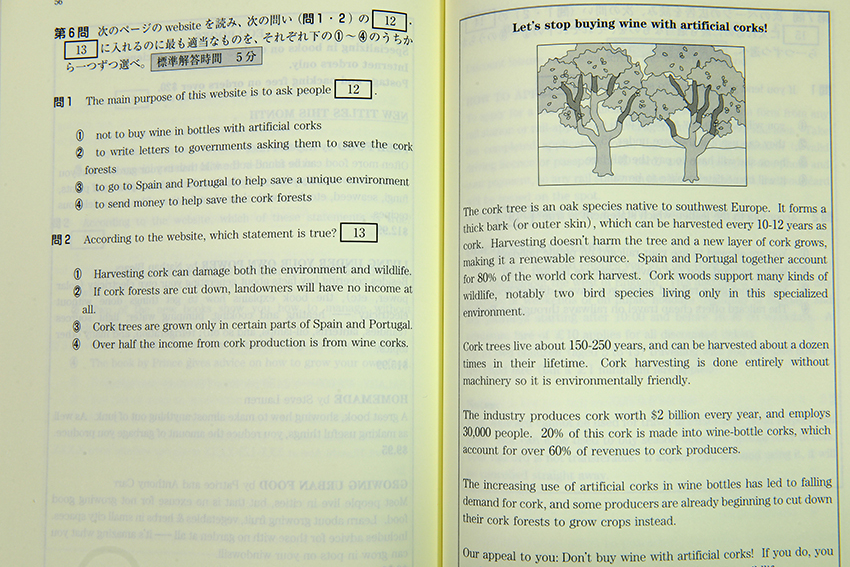 56
第6問 次のページの website を読み、次の問い（問1・2）の 12 ・
13 に入れるのに最も適当なものを、それぞれ下の①～④のうちか
ら一つずつ選べ。 標準解答時間 5分
問1 The main purpose of this website is to ask people 12 .
① not to buy wine in bottles with artificial corks
② to write letters to governments asking them to save the cork
forests
③ to go to Spain and Portugal to help save a unique environment
④ to send money to help save the cork forests
問2 According to the website, which statement is true? 13
① Harvesting cork can damage both the environment and wildlife.
② If cork forests are cut down, landowners will have no income at
all.
③ Cork trees are grown only in certain parts of Spain and Portugal.
④ Over half the income from cork production is from wine corks.
Let's stop buying wine with artificial corks!
The cork tree is an oak species native to southwest Europe. It forms a
thick bark (or outer skin), which can be harvested every 10-12 years as
cork. Harvesting doesn't harm the tree and a new layer of cork grows,
making it a renewable resource. Spain and Portugal together account
for 80% of the world cork harvest. Cork woods support many kinds of
wildlife, notably two bird species living only in this specialized
environment.
Cork trees live about 150-250 years, and can be harvested about a dozen
times in their lifetime. Cork harvesting is done entirely without
machinery so it is environmentally friendly.
The industry produces cork worth $2 billion every year, and employs
30,000 people. 20% of this cork is made into wine-bottle corks, which
account for over 60% of revenues to cork producers.
The increasing use of artificial corks in wine bottles has led to falling
demand for cork, and some producers are already beginning to cut down
their cork forests to grow crops instead.
Our appeal to you: Don't buy wine with artificial corks! If you do, you